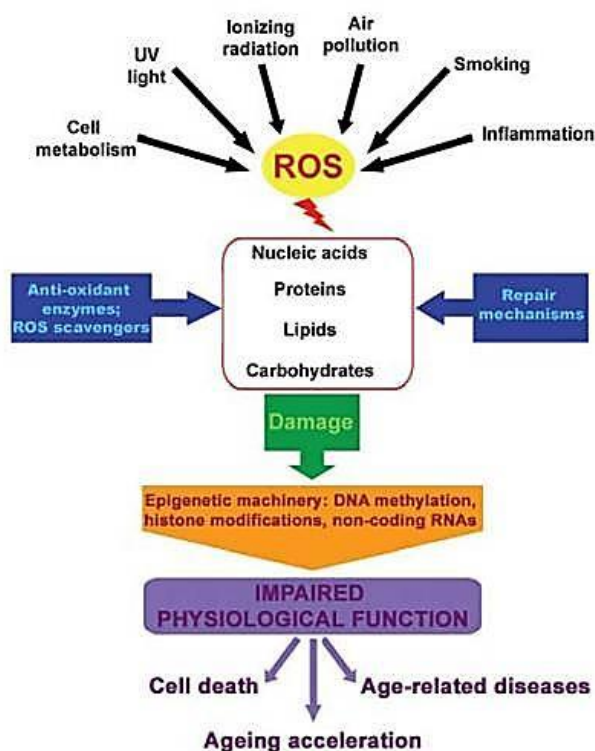 Ionizing
radiation
Air
pollution
UV
light
Smoking
Cell
metabolism
Inflammation
ROS
Nucleic acids
Proteins
Lipids
Carbohydrates
Anti-oxidant
enzymes;
ROS scavengers
Repair
mechanisms
Damage
Epigenetic machinery: DNA methylation,
histone modifications, non-coding RNAs
IMPAIRED
PHYSIOLOGICAL FUNCTION
Cell death
Age-related diseases
Ageing acceleration